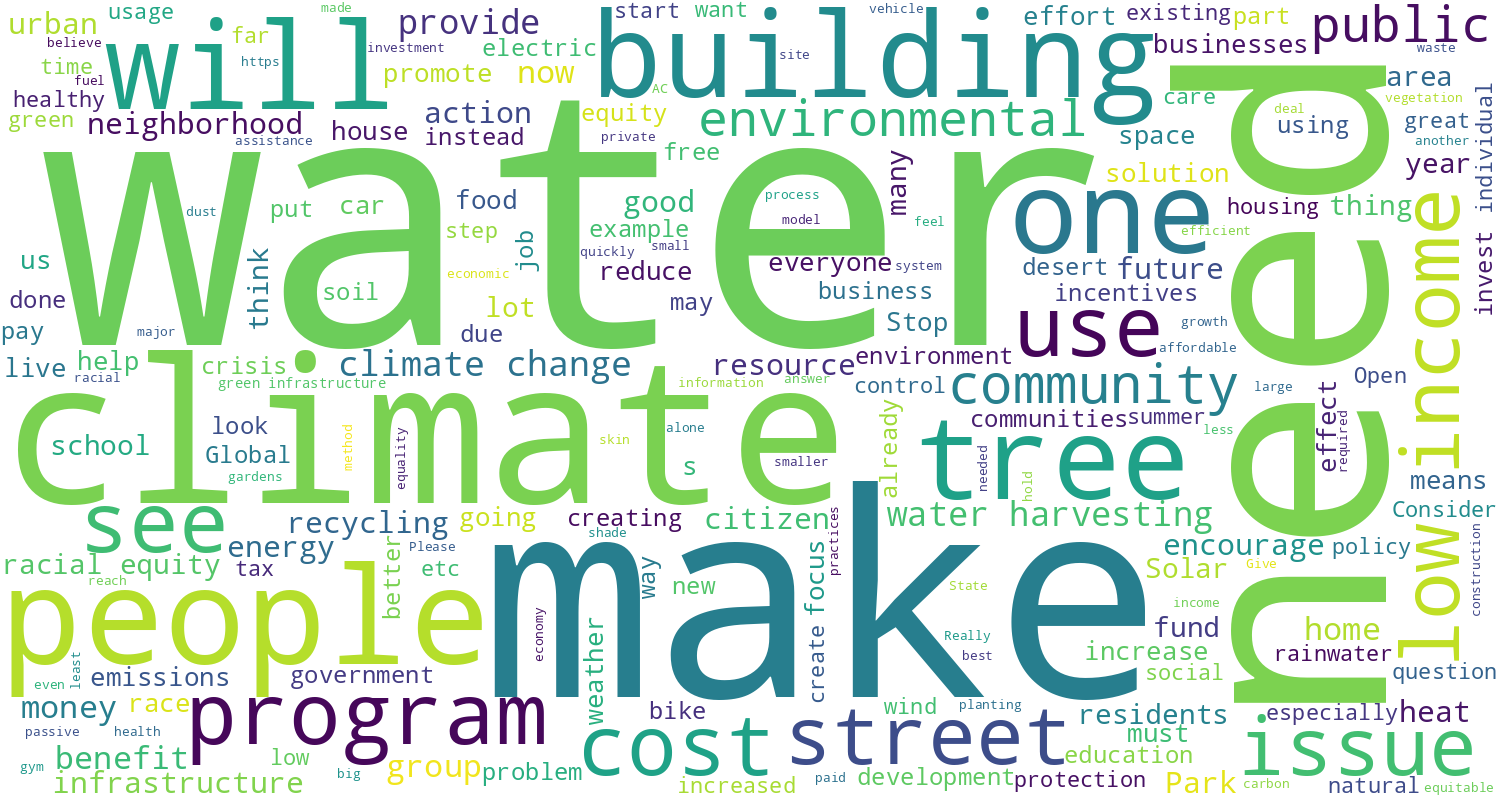 urban
usage
made
provide
start
want
vehicle
effort
existing
part
public
believe
far
will
investment
electric
building
site
businesses
waste
time
https
promote
now
AC
area
fuel
healthy
action
equity
environmental
care
deal
vegetation
green
neighborhood
house
instead
private
space
using
great
another
individual
assistance
free
many
solution
year
water
need
dust
put
car
food
good
process
model
feel
one
housing
thing
low income
step
example
efficient
us
think
job
quickly
small
everyone
system
desert
future
invest
done
soil
economic
reduce
business
incentives
pay
major
lot
may
Stop
use
growth
due
affordable
live
help
crisis
climate change
resource
environment
racial
green infrastructure
information
answer
control
community
large
Open
climate
look
equality
already
communities
summer
effect
required
school
Global
method
skin
alone
tree
less
gardens
s
smaller
needed
hold
means
see
recycling
going
creating
citizen
practices
water harvesting
Consider
racial equity
energy
better
Please
shade
make
encourage
policy
construction
reach
tax
etc
way
new
focus
State
Solar
Give
people
income
economy
Really
fund
home
even
least
emissions
government
weather
create
best
increase
social
rainwater
question
money
race
program
bike
wind
planting
residents
especially
heat
passive
health
cost
street
must
issue
gym
benefit
low
big
group
problem
education
infrastructure
increased
paid
development
protection
Park
carbon
natural
equitable